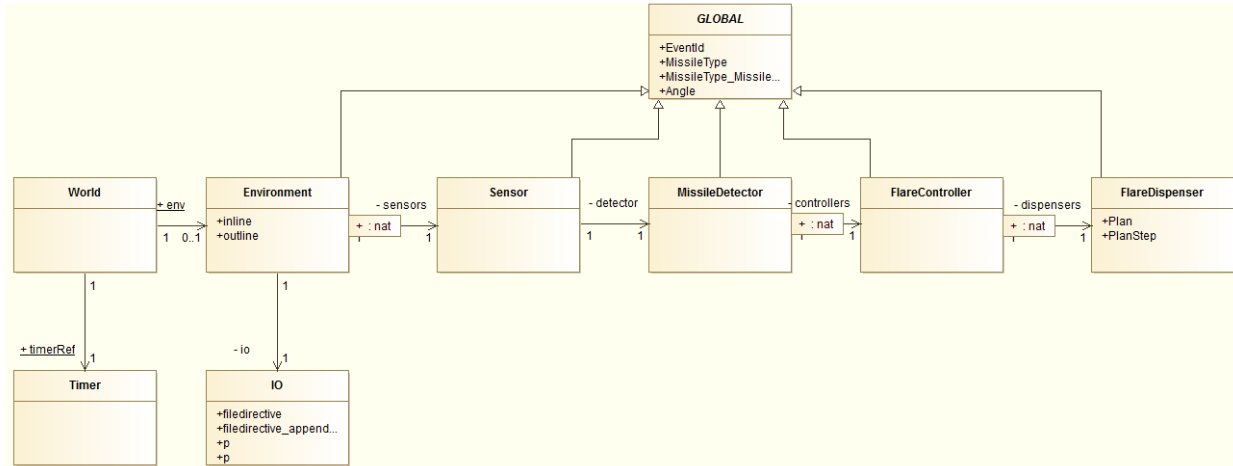 GLOBAL
+EventId
+MissileType
+MissileType_Missile...
+Angle
World
+ env
1
0..1
Environment
+inline
+outline
- sensors
+ : nat
1
1
Sensor
- detector
1
1
MissileDetector
- controllers
+ : nat
1
1
FlareController
- dispensers
+ : nat
1
1
FlareDispenser
+Plan
+PlanStep
1
1
+ timerRef
1
- io
1
Timer
IO
+filedirective
+filedirective_append...
+p
+p